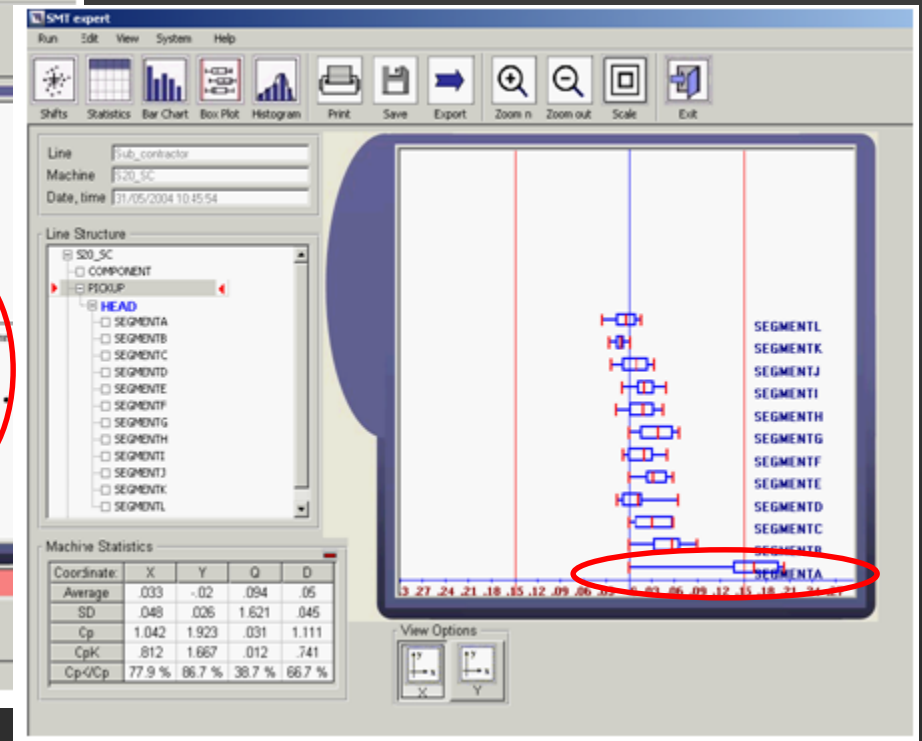 SMT expert
Run Edit View System Help
Shifts Statistics Bar Chart Box Plot Histogram Print Save Export Zoom n Zoom out Scale Exit
Line Sub_contractor
Machine S20_SC
Date, time 31/05/2004 10:45:54
Line Structure
S20_SC
COMPONENT
PICKUP
HEAD
SEGMENTA
SEGMENTB
SEGMENTC
SEGMENTD
SEGMENTE
SEGMENTF
SEGMENTG
SEGMENTH
SEGMENTI
SEGMENTJ
SEGMENTK
SEGMENTL
SEGMENTL
SEGMENTK
SEGMENTJ
SEGMENTI
SEGMENTH
SEGMENTG
SEGMENTF
SEGMENTE
SEGMENTD
SEGMENTC
SEGMENTB
SEGMENTA
.3 .27 .24 .21 .18 .15 .12 .09 .06 .03 .06 .09 .12 .15 .18 .21 .24
Machine Statistics
Coordinate: X Y Q D
Average .033 -.02 .094 .05
SD .048 .026 1.621 .045
Cp 1.042 1.923 .031 1.111
CpK .812 1.667 .012 .741
CpK/Cp 77.9 % 86.7 % 38.7 % 66.7 %
View Options
X Y